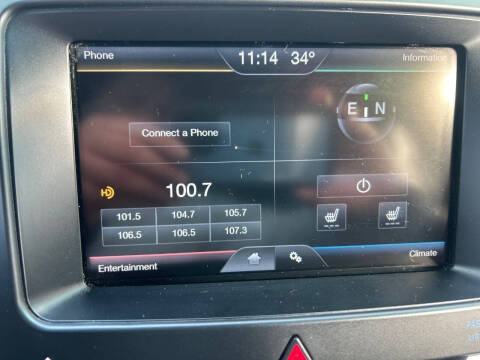 Phone
11:14 34°
Information
E N
Connect a Phone
100.7
101.5 104.7 105.7
106.5 106.5 107.3
Entertainment
Climate